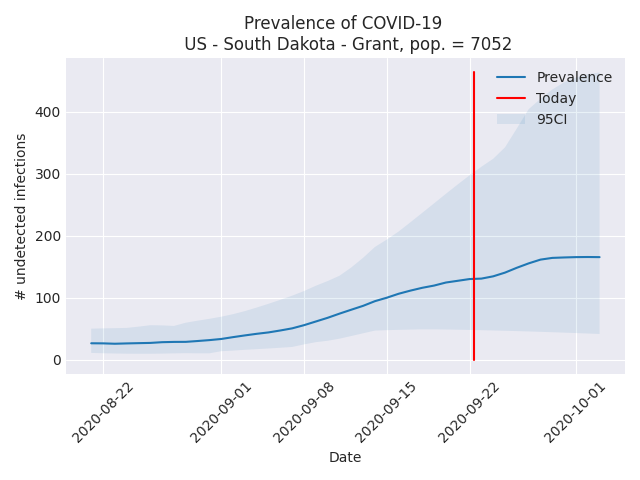 Prevalence of COVID-19
US - South Dakota - Grant, pop. = 7052
Prevalence
Today
95CI
# undetected infections
400
300
200
100
0
2020-08-22
2020-09-01
2020-09-08
2020-09-15
2020-09-22
2020-10-01
Date